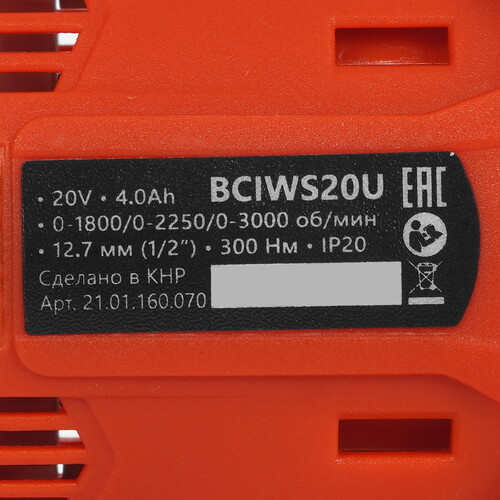 BCIWS20U EAC
• 20V • 4.0Ah
• 0-1800/0-2250/0-3000 об/мин
• 12.7 мм (1/2") • 300 Нм • IP20
Сделано в КНР
Арт. 21.01.160.070